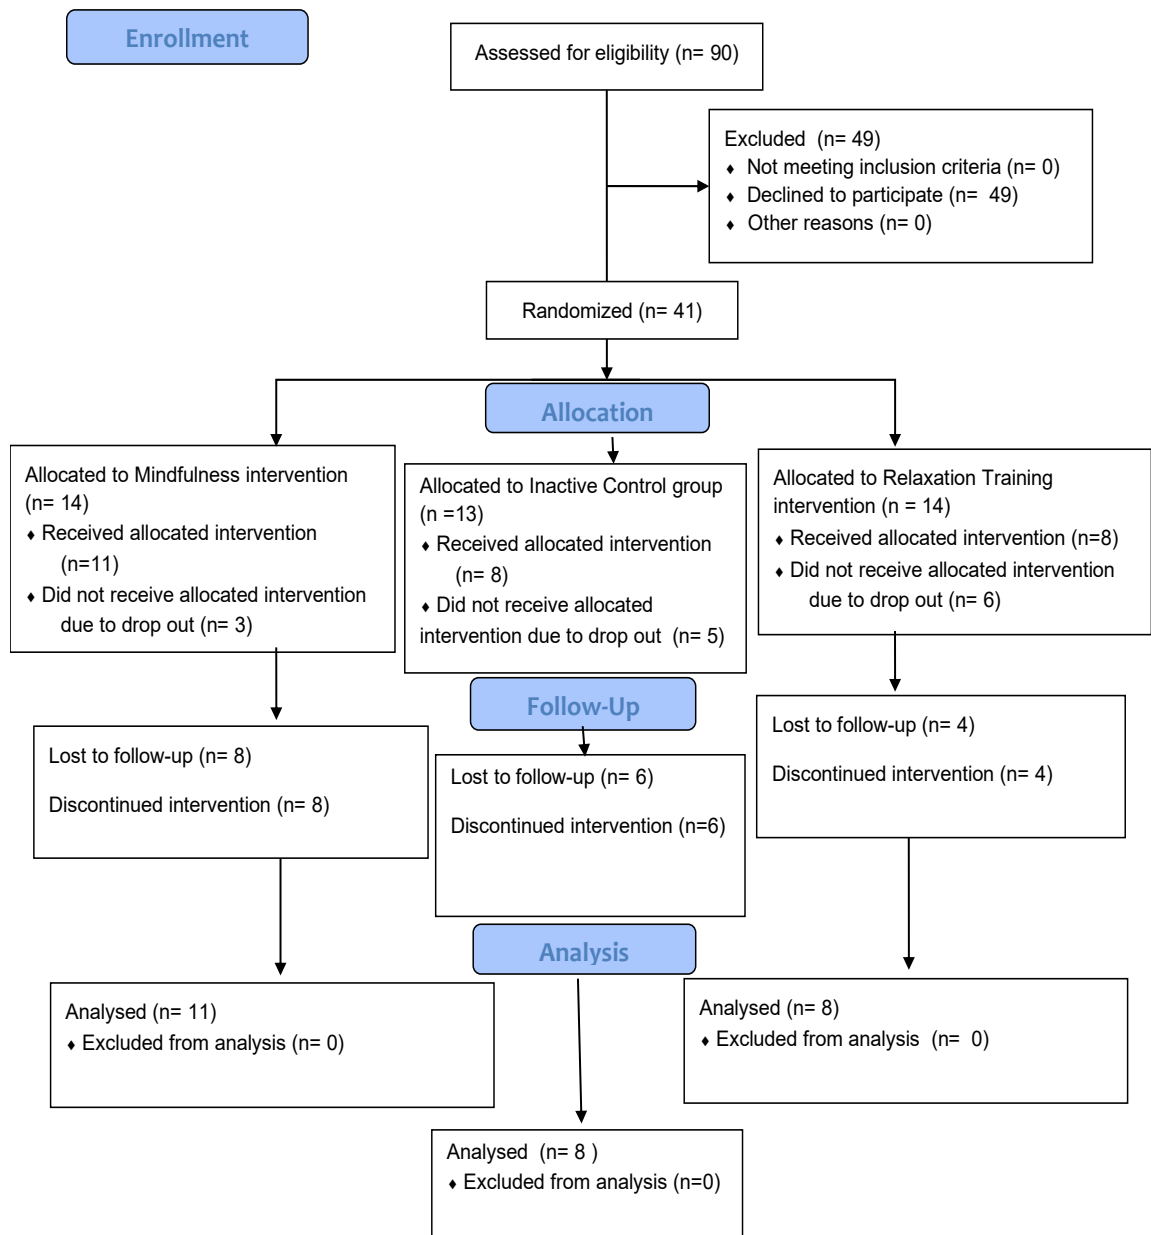 Enrollment
Assessed for eligibility (n= 90)
Excluded (n= 49)
♦ Not meeting inclusion criteria (n= 0)
♦ Declined to participate (n= 49)
♦ Other reasons (n= 0)
Randomized (n= 41)
Allocation
Allocated to Mindfulness intervention
(n= 14)
♦ Received allocated intervention
(n=11)
♦ Did not receive allocated intervention
due to drop out (n= 3)
Allocated to Inactive Control group
(n =13)
♦ Received allocated intervention
(n= 8)
♦ Did not receive allocated
intervention due to drop out (n= 5)
Allocated to Relaxation Training
intervention (n = 14)
♦ Received allocated intervention (n=8)
♦ Did not receive allocated intervention
due to drop out (n= 6)
Follow-Up
Lost to follow-up (n= 8)
Discontinued intervention (n= 8)
Lost to follow-up (n= 6)
Discontinued intervention (n=6)
Lost to follow-up (n= 4)
Discontinued intervention (n= 4)
Analysis
Analysed (n= 11)
♦ Excluded from analysis (n= 0)
Analysed (n= 8)
♦ Excluded from analysis (n= 0)
Analysed (n= 8 )
♦ Excluded from analysis (n=0)